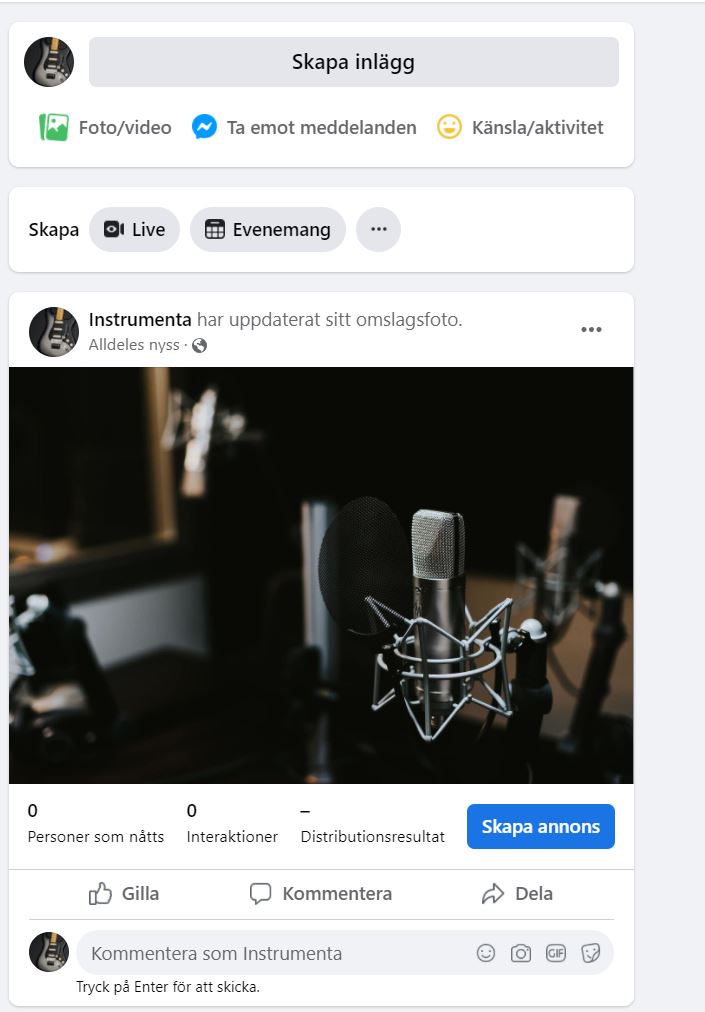 Skapa inlägg
Foto/video Ta emot meddelanden Känsla/aktivitet
Skapa Live Evenemang
Instrumenta har uppdaterat sitt omslagsfoto.
Alldeles nyss ·
0 0 –
Personer som nåtts Interaktioner Distributionsresultat Skapa annons
Gilla Kommentera Dela
Kommentera som Instrumenta GIF
Tryck på Enter för att skicka.